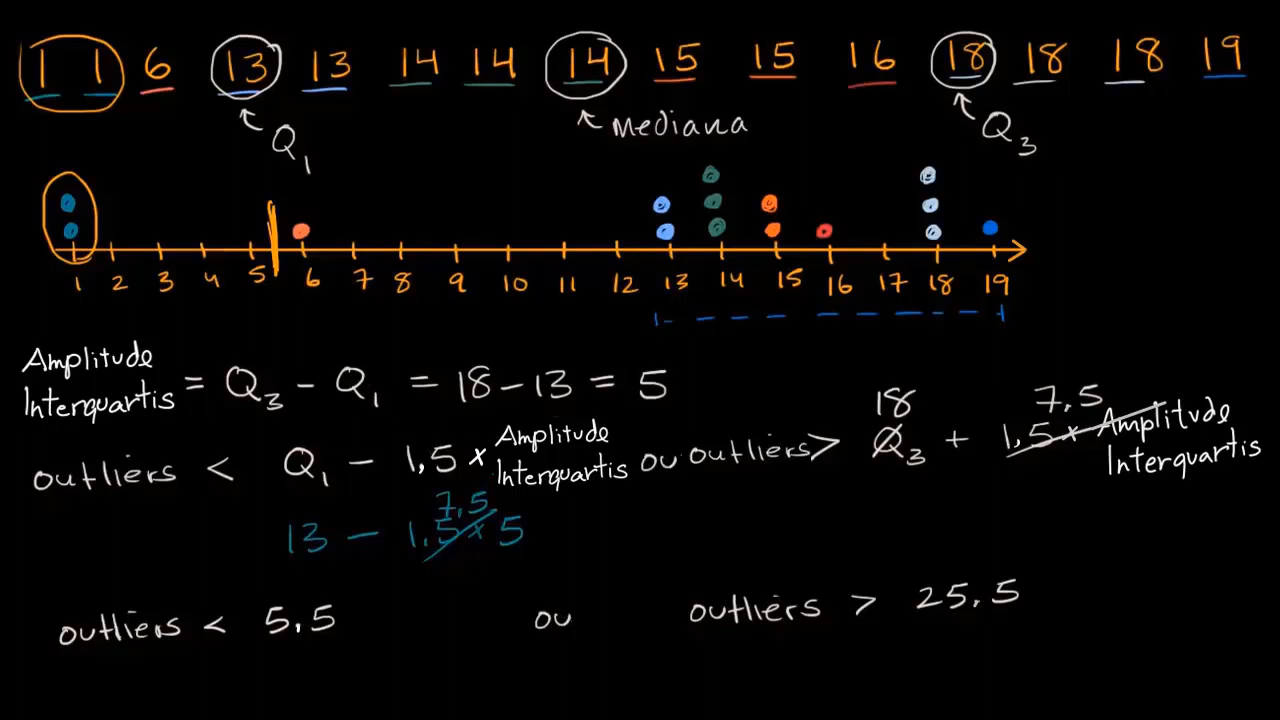 1 1 6 13 13 14 14 14 15 15 16 18 18 18 19
Q1 Mediana Q3
1 2 3 4 5 6 7 8 9 10 11 12 13 14 15 16 17 18 19
Amplitude Interquartis = Q3 - Q1 = 18 - 13 = 5
18 7.5
outliers < Q1 - 1,5 x Amplitude Interquartis ou outliers > Q3 + 1,5 x Amplitude Interquartis
7.5
13 - 1,5 x 5
outliers < 5.5 ou outliers > 25.5